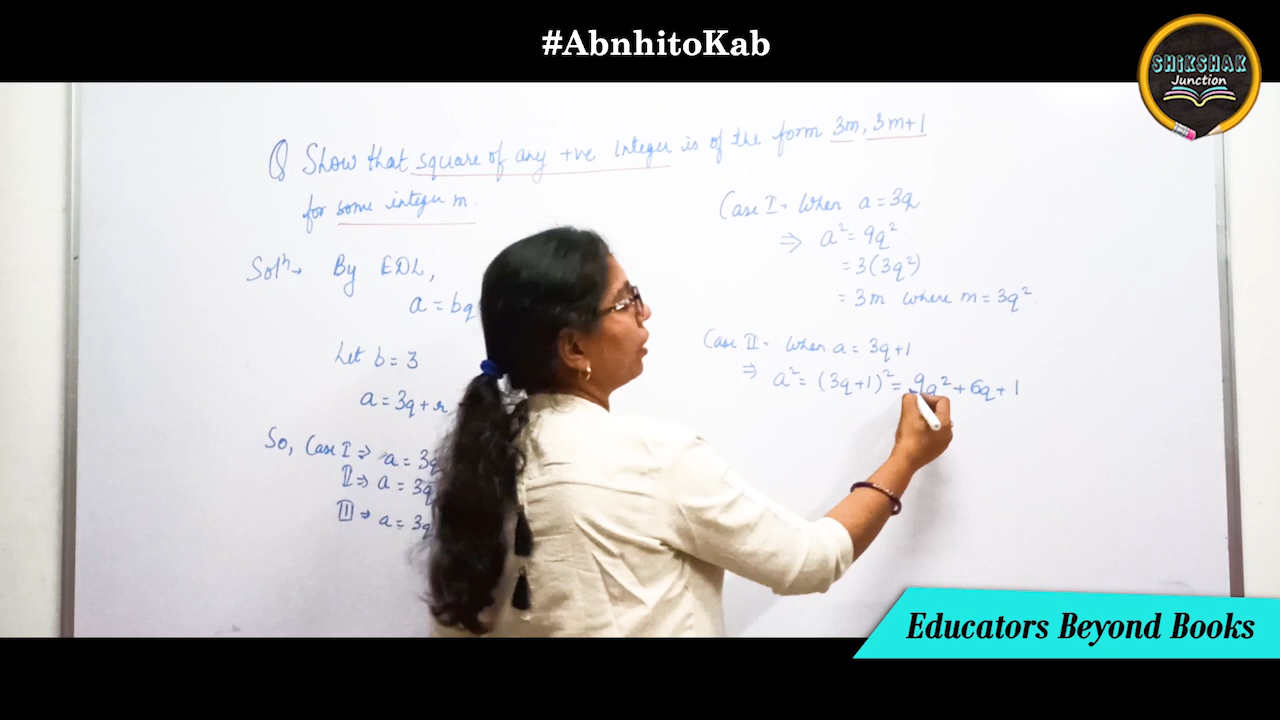 #AbnhitoKab
SHIKSHAK
Junction
Q Show that square of any +ve integer is of the form 3m, 3m+1
for some integer m.
Solⁿ→ By EDL,
a = bq
Let b = 3
a = 3q + r
So, Case I ⇒ a = 3q
II ⇒ a = 3q
III ⇒ a = 3q
Case I → When a = 3q
⇒ a² = 9q²
= 3(3q²)
= 3m where m = 3q².
Case II → When a = 3q+1
⇒ a² = (3q+1)² = 9q² + 6q + 1
Educators Beyond Books